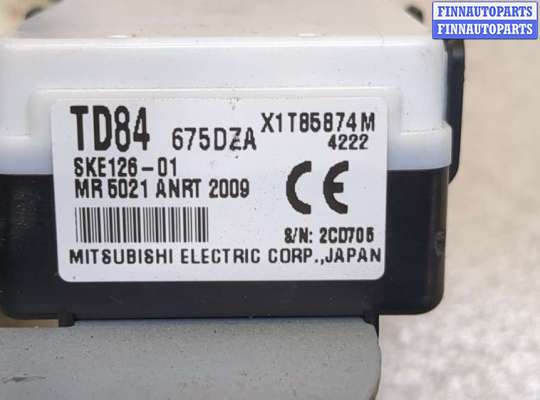 FINNAUTOPARTS
FINNAUTOPARTS
TD84 675DZA X1T85874M
4222
SKE126-01
MR 5021 ANRT 2009
CE
S/N: 2CD705
MITSUBISHI ELECTRIC CORP.,JAPAN